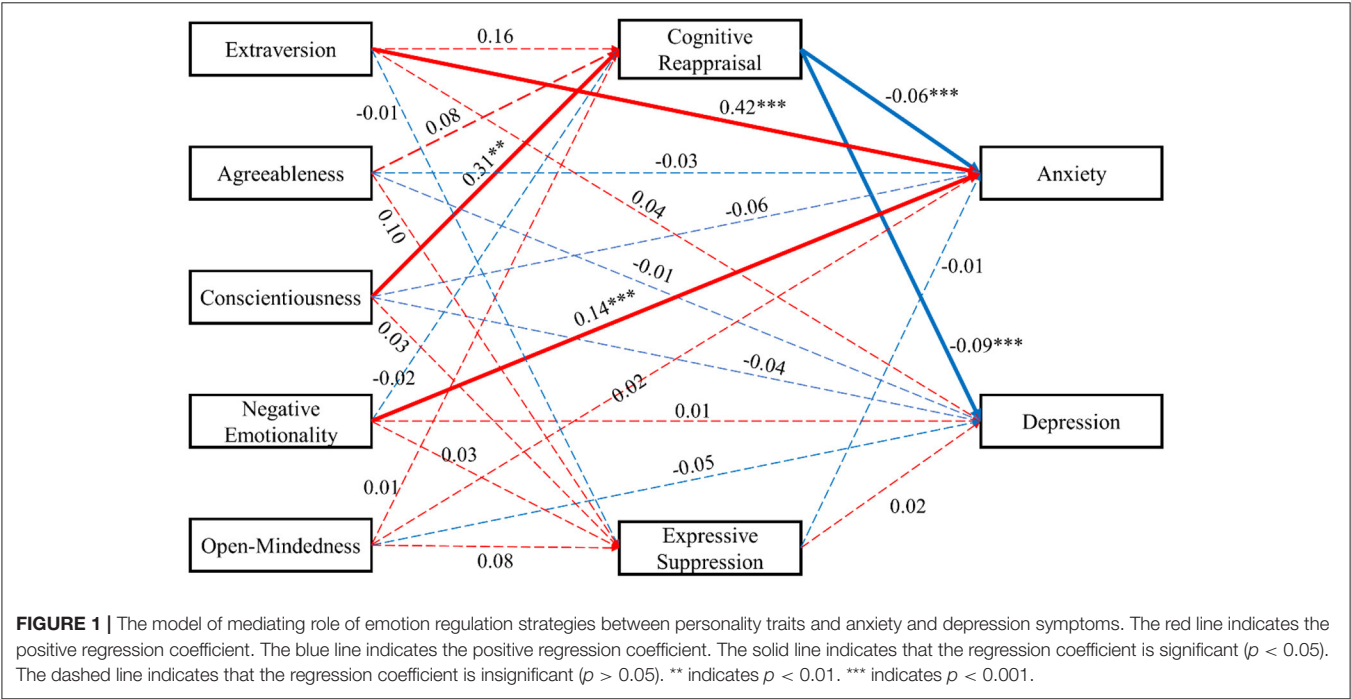 Extraversion
Agreeableness
Conscientiousness
Negative
Emotionality
Open-Mindedness
Cognitive
Reappraisal
Expressive
Suppression
Anxiety
Depression
0.16
-0.01
0.08
0.31**
0.42***
-0.06***
-0.03
0.10
0.04
-0.06
-0.01
-0.01
0.14***
0.03
-0.09***
-0.04
-0.02
0.02
0.01
0.03
-0.05
0.01
0.02
0.08
FIGURE 1 | The model of mediating role of emotion regulation strategies between personality traits and anxiety and depression symptoms. The red line indicates the
positive regression coefficient. The blue line indicates the positive regression coefficient. The solid line indicates that the regression coefficient is significant (p < 0.05).
The dashed line indicates that the regression coefficient is insignificant (p > 0.05). ** indicates p < 0.01. *** indicates p < 0.001.